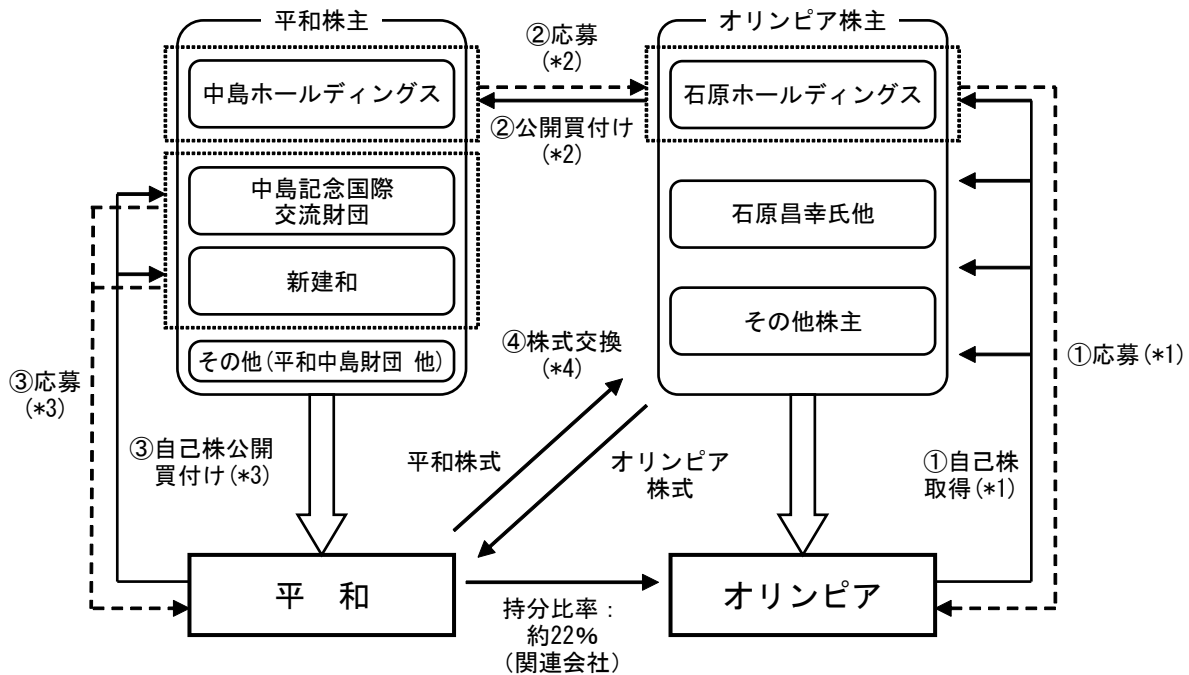 平和株主
オリンピア株主
②応募
(*2)
中島ホールディングス
石原ホールディングス
②公開買付け
(*2)
中島記念国際
交流財団
石原昌幸氏他
新建和
その他株主
その他(平和中島財団 他)
④株式交換
(*4)
①応募(*1)
③応募
(*3)
③自己株公開
買付け(*3)
平和株式
オリンピア
株式
①自己株
取得(*1)
平 和
オリンピア
持分比率：
約22%
（関連会社）